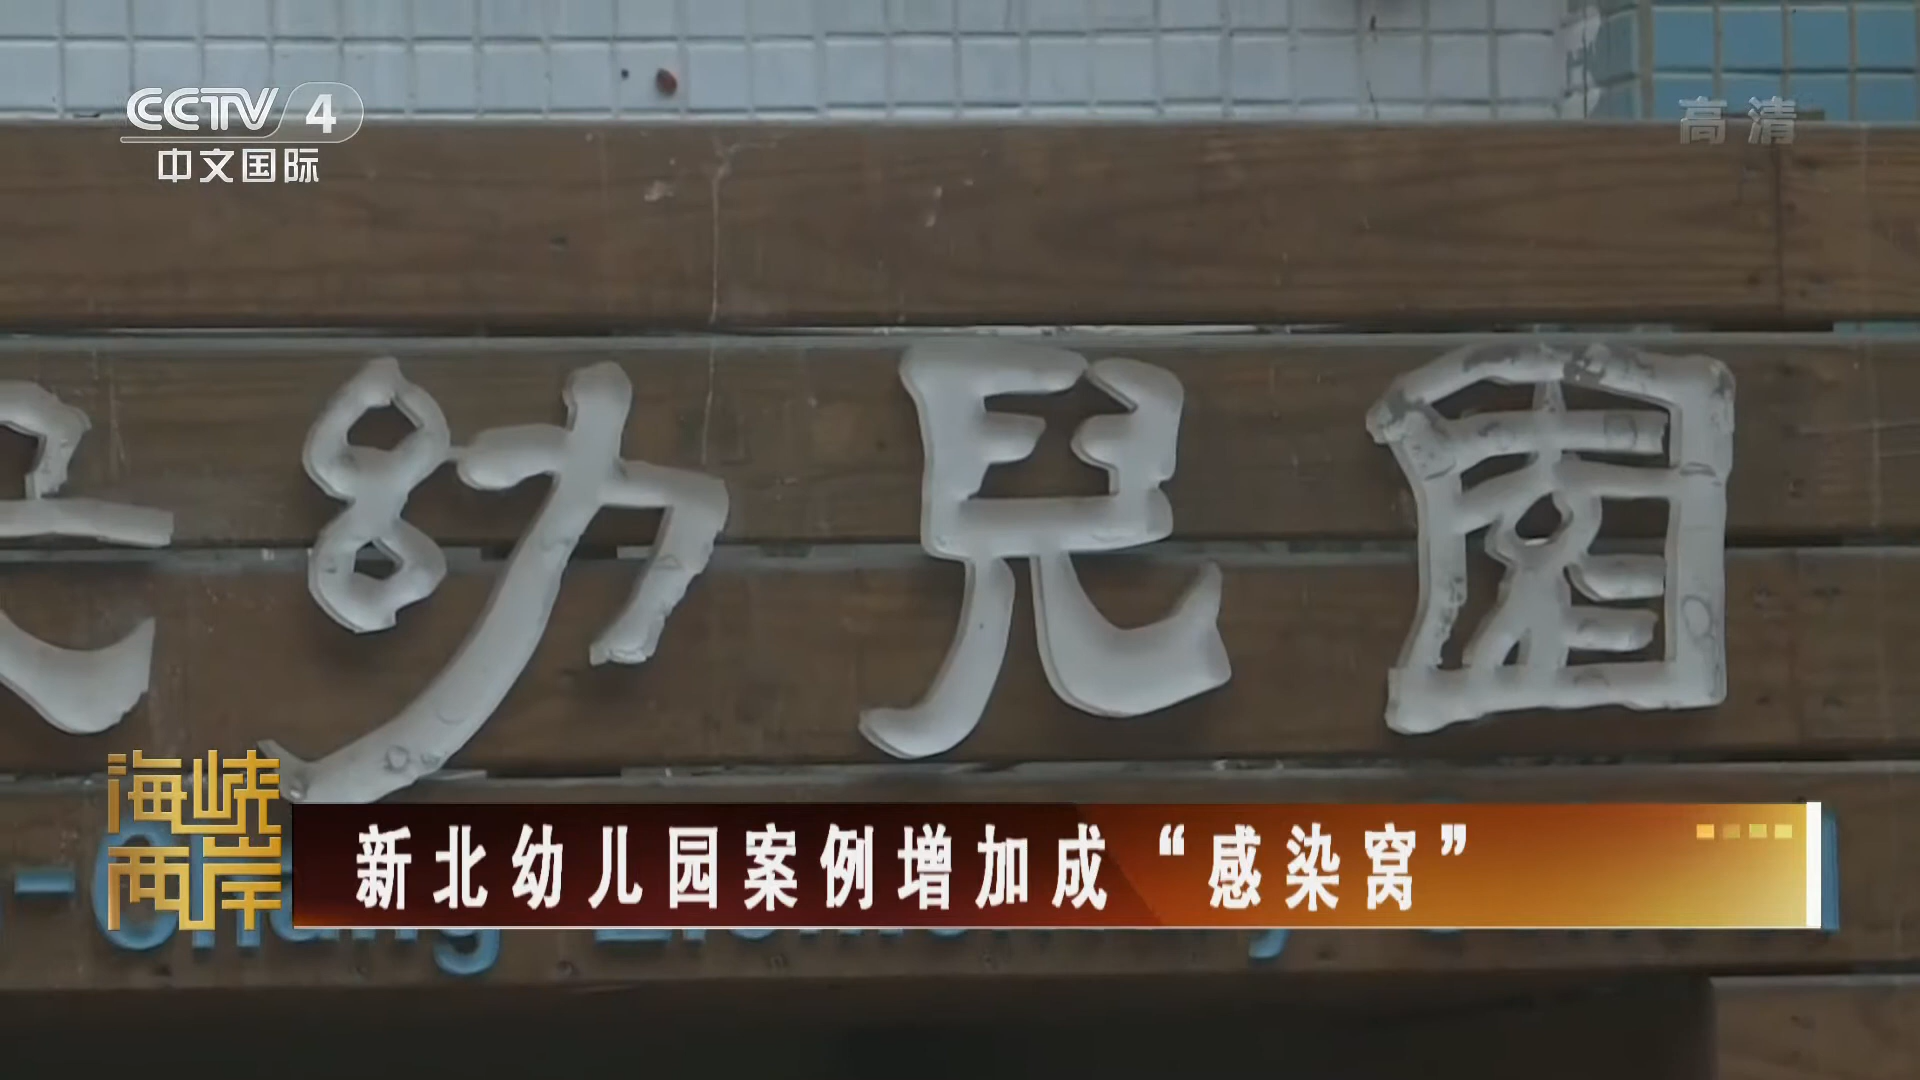 CCTV 4
中文国际
高清
幼兒園
海峡
两岸
新北幼儿园案例增加成“感染窝”